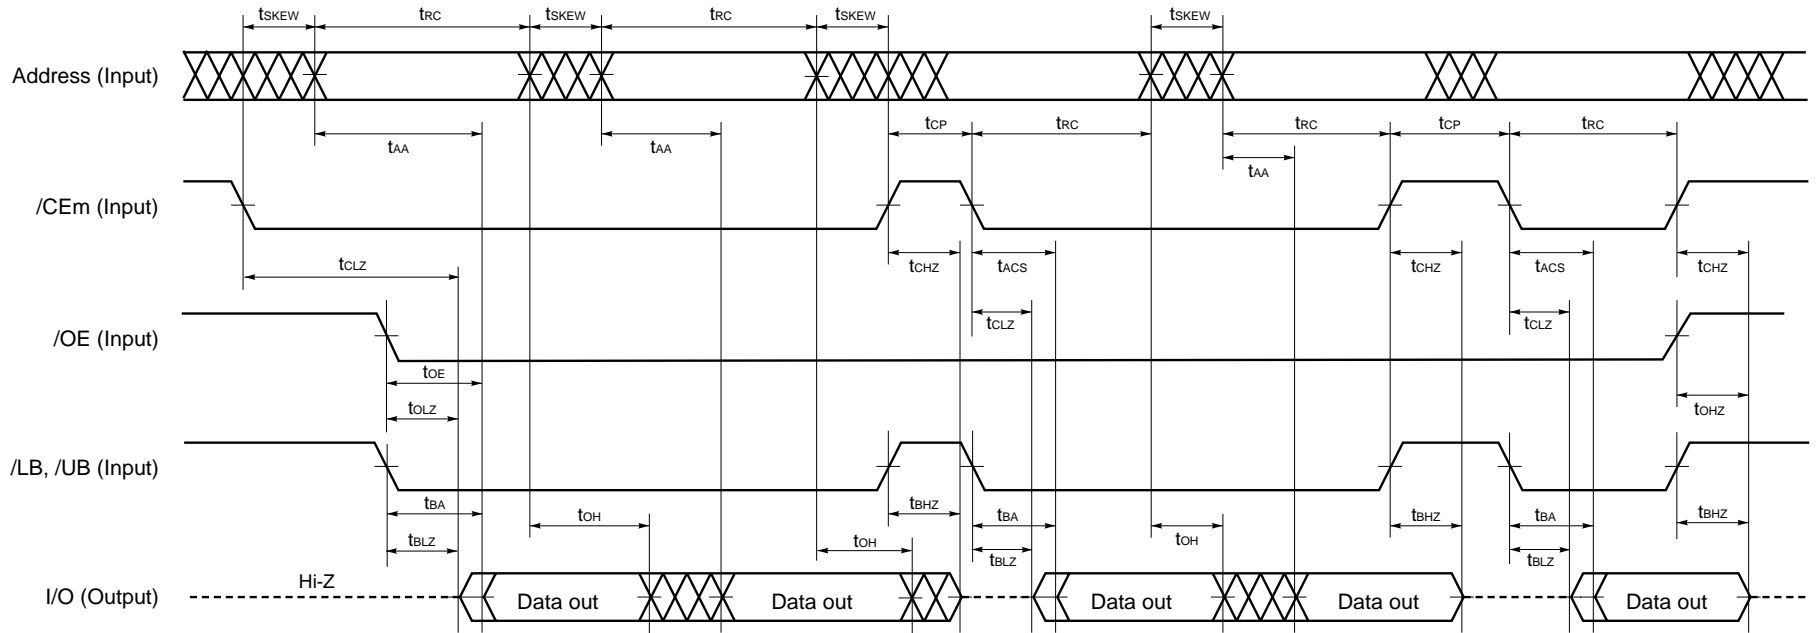 tSKEW tRC tSKEW tRC tSKEW tSKEW
Address (Input)
tCP tRC tRC tCP tRC
tAA tAA tAA
/CEm (Input)
tCLZ tCHZ tACS tCHZ tACS tCHZ
tCLZ tCLZ
/OE (Input)
tOE
tOLZ tOHZ
/LB, /UB (Input)
tBA tOH tBHZ tBA tBHZ tBA tBHZ
tBLZ tOH tBLZ tOH tBLZ
Hi-Z
I/O (Output) Data out Data out Data out Data out Data out